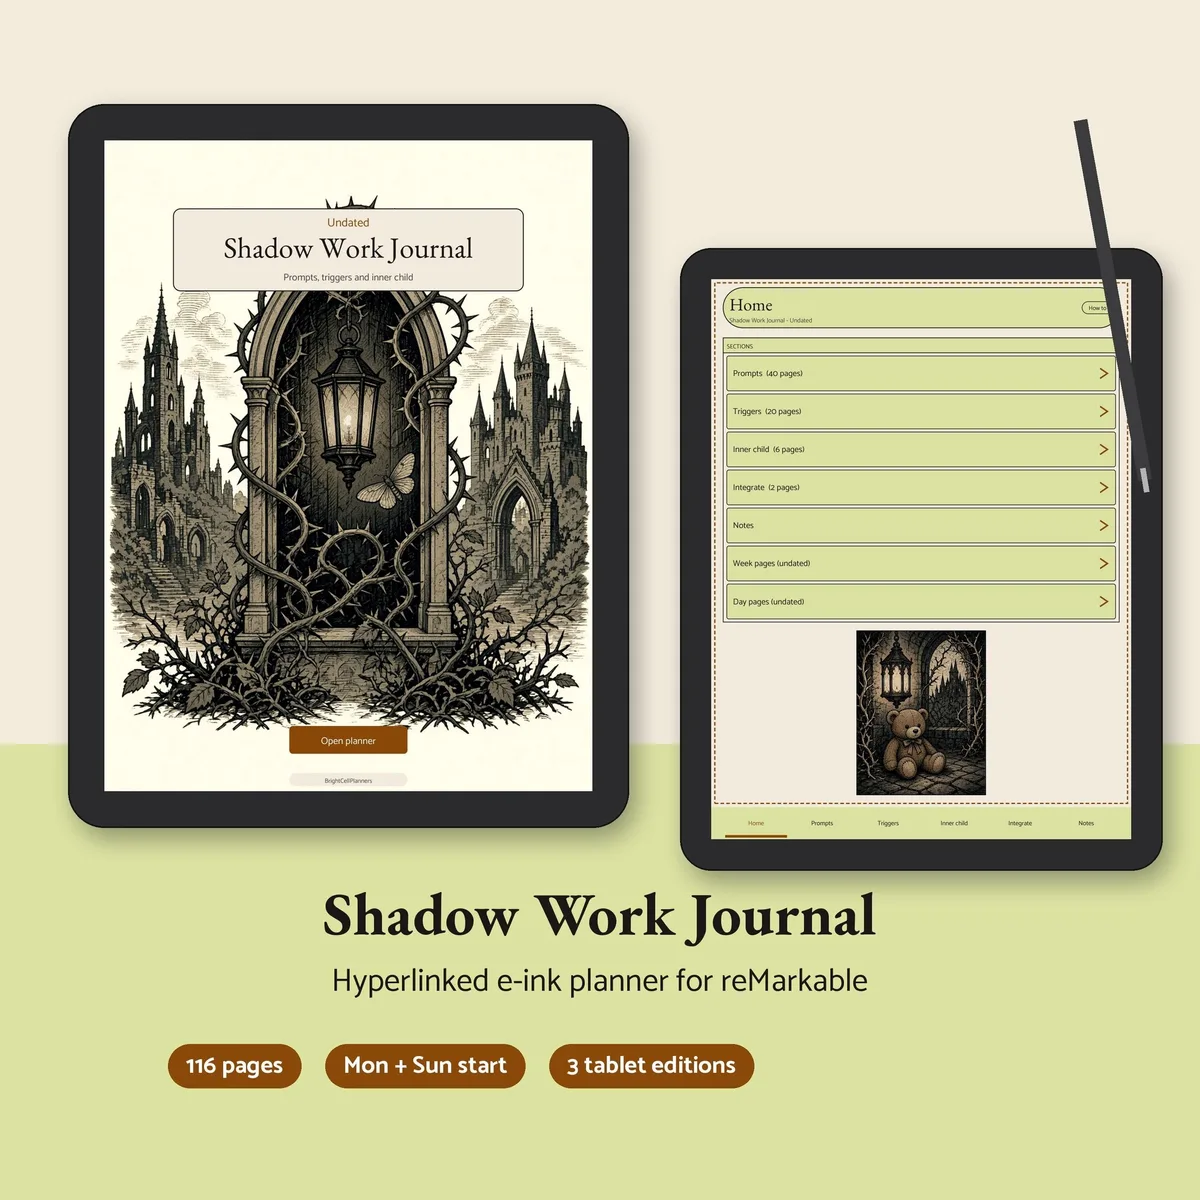 Undated
Shadow Work Journal
Prompts, triggers and inner child
Open planner
BrightCellPlanners
Home
Shadow Work Journal - Undated
How to
SECTIONS
Prompts (40 pages)
Triggers (20 pages)
Inner child (6 pages)
Integrate (2 pages)
Notes
Week pages (undated)
Day pages (undated)
Home Prompts Triggers Inner child Integrate Notes
Shadow Work Journal
Hyperlinked e-ink planner for reMarkable
116 pages Mon + Sun start 3 tablet editions